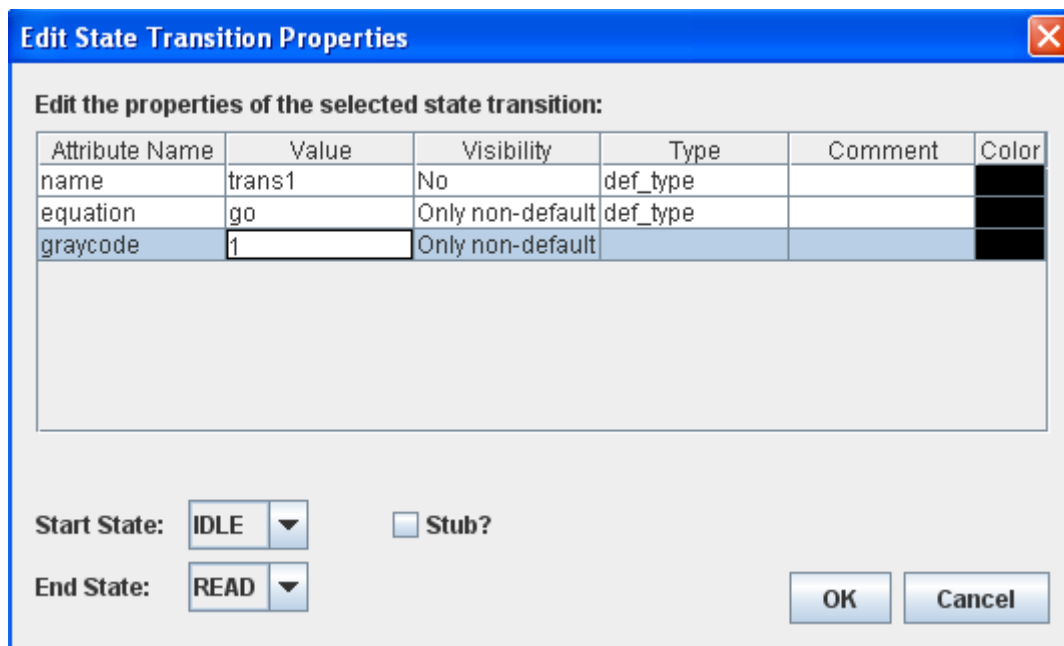 Edit State Transition Properties
Edit the properties of the selected state transition:
Attribute Name Value Visibility Type Comment Color
name trans1 No def_type
equation go Only non-default def_type
graycode 1 Only non-default
Start State: IDLE Stub?
End State: READ
OK Cancel